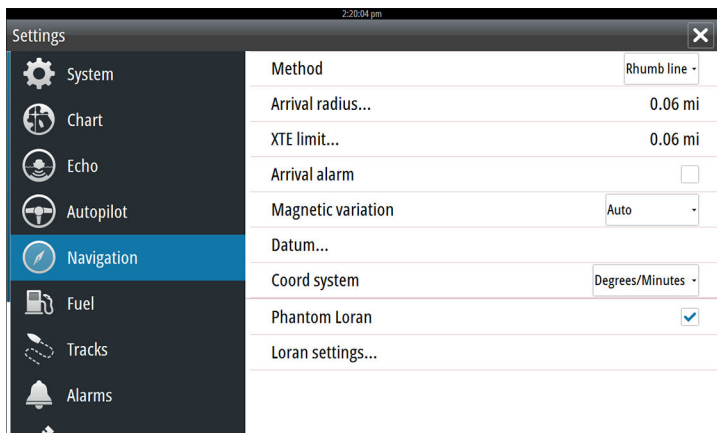 2:20:04 pm
Settings
System
Chart
Echo
Autopilot
Navigation
Fuel
Tracks
Alarms
Method Rhumb line
Arrival radius... 0.06 mi
XTE limit... 0.06 mi
Arrival alarm
Magnetic variation Auto
Datum...
Coord system Degrees/Minutes
Phantom Loran
Loran settings...